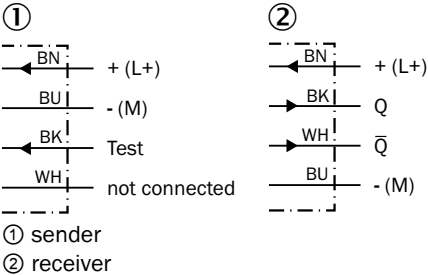 ①
BN + (L+)
BU - (M)
BK Test
WH not connected
②
BN + (L+)
BK Q
WH Q̅
BU - (M)
① sender
② receiver